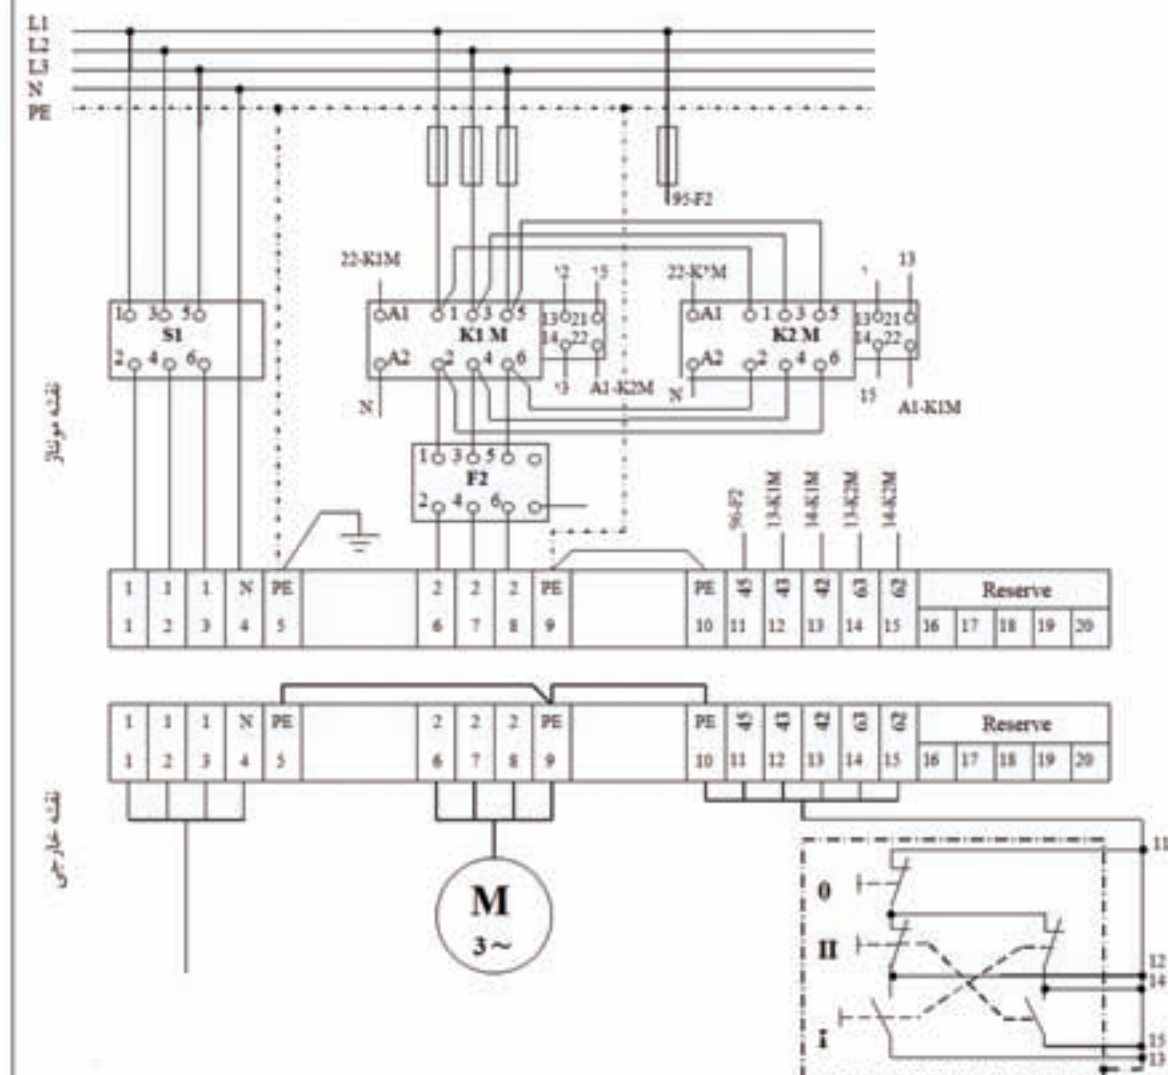 L1
L2
L3
N
PE
95-F2
22-K1M 12 15 22-K2M 13
1 3 5 A1 1 3 5 13 21 A1 1 3 5 13 21
S1 K1 M 14 22 K2 M 14 22
2 4 6 A2 2 4 6 A2 2 4 6
N 13 A1-K2M N 15 A1-K1M
نقشه مونتاژ
1 3 5
F2
2 4 6
96-F2 13-K1M 14-K1M 13-K2M 14-K2M
1 1 1 N PE 2 2 2 PE PE 45 43 42 63 62 Reserve
1 2 3 4 5 6 7 8 9 10 11 12 13 14 15 16 17 18 19 20
1 1 1 N PE 2 2 2 PE PE 45 43 42 63 62 Reserve
1 2 3 4 5 6 7 8 9 10 11 12 13 14 15 16 17 18 19 20
نقشه خارجی
M
3~
11
0
II
12
14
I
15
13